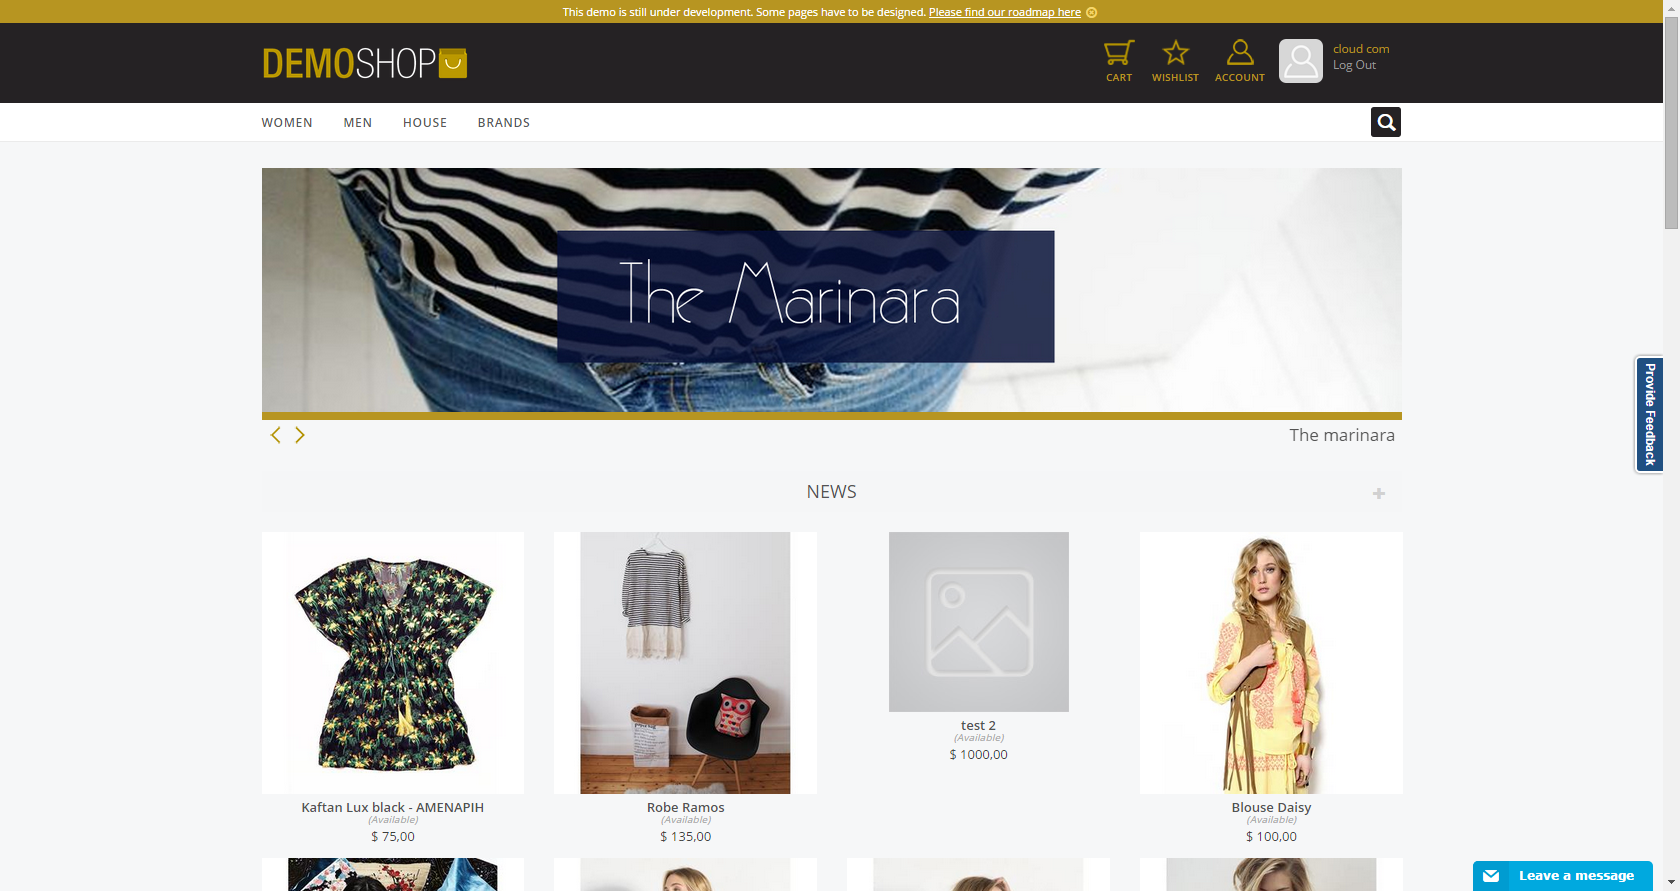 This demo is still under development. Some pages have to be designed. Please find our roadmap here
DEMOSHOP
CART
WISHLIST
ACCOUNT
cloud com
Log Out
WOMEN
MEN
HOUSE
BRANDS
The Marinara
The marinara
Provide Feedback
NEWS
Kaftan Lux black - AMENAPIH
(Available)
$ 75,00
Robe Ramos
(Available)
$ 135,00
test 2
(Available)
$ 1000,00
Blouse Daisy
(Available)
$ 100,00
Leave a message